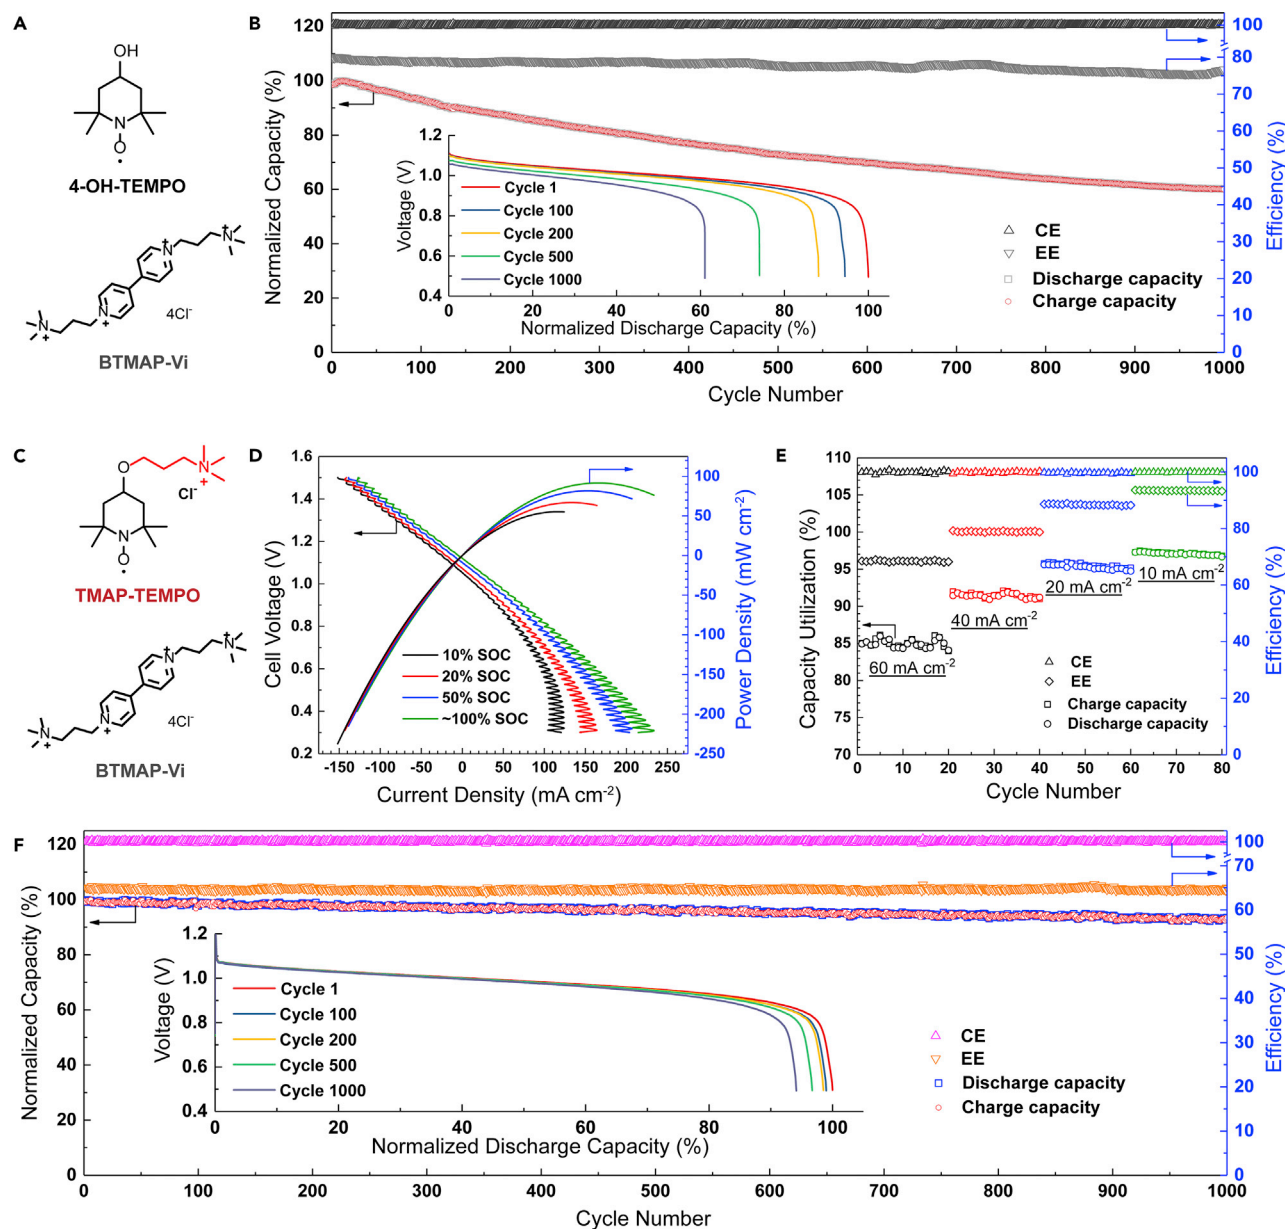 A
OH
N
O
•
4-OH-TEMPO
N
+
N
+
N
+
N
+
4Cl-
BTMAP-Vi
B
Normalized Capacity (%)
120
100
80
60
40
20
0
0 100 200 300 400 500 600 700 800 900 1000
Cycle Number
100
80
70
60
50
40
30
20
10
0
Efficiency (%)
CE
EE
Discharge capacity
Charge capacity
Voltage (V)
1.2
1.0
0.8
0.6
0.4
0 20 40 60 80 100
Normalized Discharge Capacity (%)
Cycle 1
Cycle 100
Cycle 200
Cycle 500
Cycle 1000
C
O
N
+
Cl-
N
O
•
TMAP-TEMPO
N
+
N
+
N
+
N
+
4Cl-
BTMAP-Vi
D
Cell Voltage (V)
1.6
1.4
1.2
1.0
0.8
0.6
0.4
0.2
-150 -100 -50 0 50 100 150 200 250
Current Density (mA cm-2)
100
50
0
-50
-100
-150
-200
-250
Power Density (mW cm-2)
10% SOC
20% SOC
50% SOC
~100% SOC
E
Capacity Utilization (%)
110
105
100
95
90
85
80
75
70
0 10 20 30 40 50 60 70 80
Cycle Number
100
80
60
40
20
0
Efficiency (%)
60 mA cm-2
40 mA cm-2
20 mA cm-2
10 mA cm-2
CE
EE
Charge capacity
Discharge capacity
F
Normalized Capacity (%)
120
100
80
60
40
20
0
0 100 200 300 400 500 600 700 800 900 1000
Cycle Number
100
70
60
50
40
30
20
10
0
Efficiency (%)
CE
EE
Discharge capacity
Charge capacity
Voltage (V)
1.2
1.0
0.8
0.6
0.4
0 20 40 60 80 100
Normalized Discharge Capacity (%)
Cycle 1
Cycle 100
Cycle 200
Cycle 500
Cycle 1000